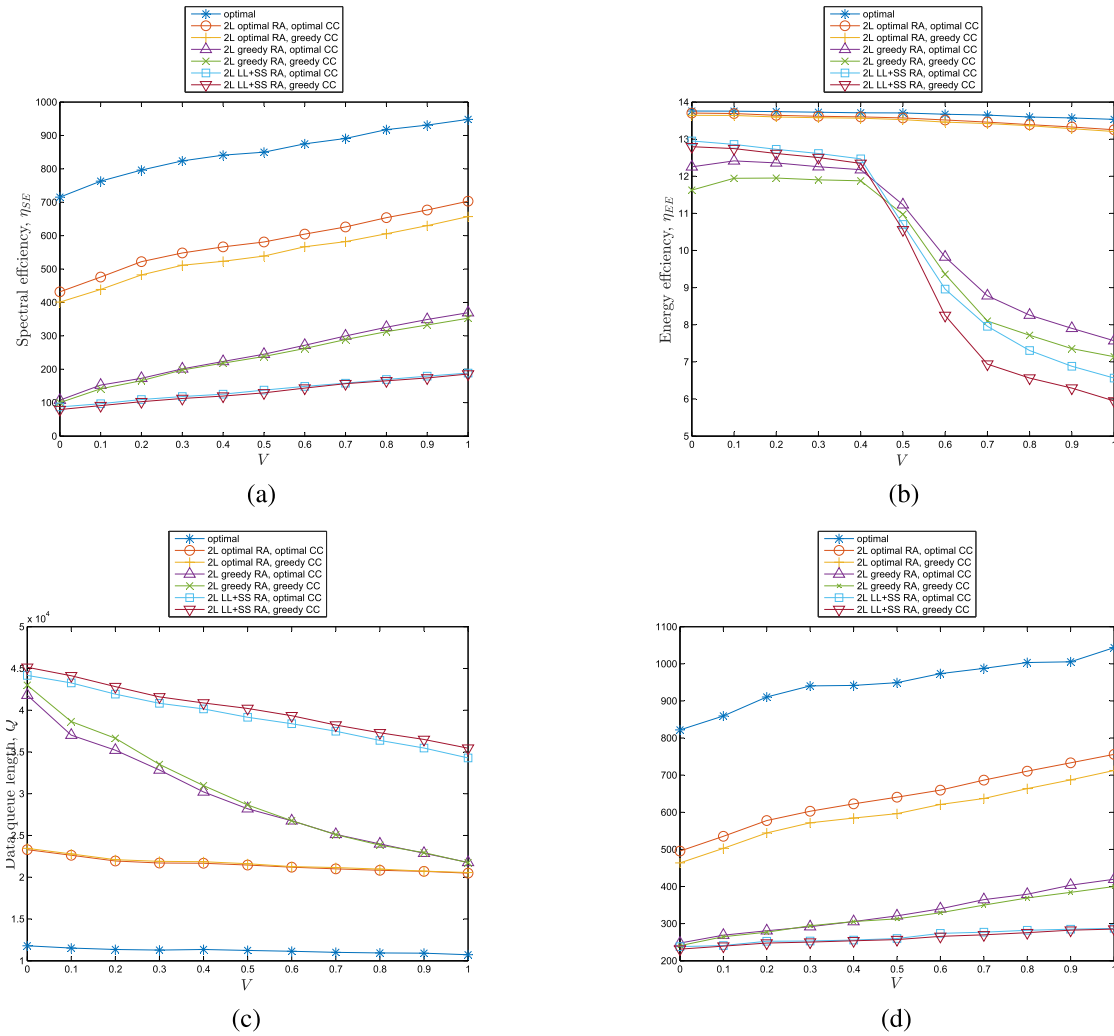 optimal
2L optimal RA, optimal CC
2L optimal RA, greedy CC
2L greedy RA, optimal CC
2L greedy RA, greedy CC
2L LL+SS RA, optimal CC
2L LL+SS RA, greedy CC
1000
900
800
700
600
500
400
300
200
100
0
Spectral effciency, ηSE
0 0.1 0.2 0.3 0.4 0.5 0.6 0.7 0.8 0.9 1
V
(a)
optimal
2L optimal RA, optimal CC
2L optimal RA, greedy CC
2L greedy RA, optimal CC
2L greedy RA, greedy CC
2L LL+SS RA, optimal CC
2L LL+SS RA, greedy CC
14
13
12
11
10
9
8
7
6
5
Energy effciency, ηEE
0 0.1 0.2 0.3 0.4 0.5 0.6 0.7 0.8 0.9 1
V
(b)
optimal
2L optimal RA, optimal CC
2L optimal RA, greedy CC
2L greedy RA, optimal CC
2L greedy RA, greedy CC
2L LL+SS RA, optimal CC
2L LL+SS RA, greedy CC
5 x 10^4
4.5
4
3.5
3
2.5
2
1.5
1
Data queue length, Q
0 0.1 0.2 0.3 0.4 0.5 0.6 0.7 0.8 0.9 1
V
(c)
optimal
2L optimal RA, optimal CC
2L optimal RA, greedy CC
2L greedy RA, optimal CC
2L greedy RA, greedy CC
2L LL+SS RA, optimal CC
2L LL+SS RA, greedy CC
1100
1000
900
800
700
600
500
400
300
200
0 0.1 0.2 0.3 0.4 0.5 0.6 0.7 0.8 0.9 1
V
(d)